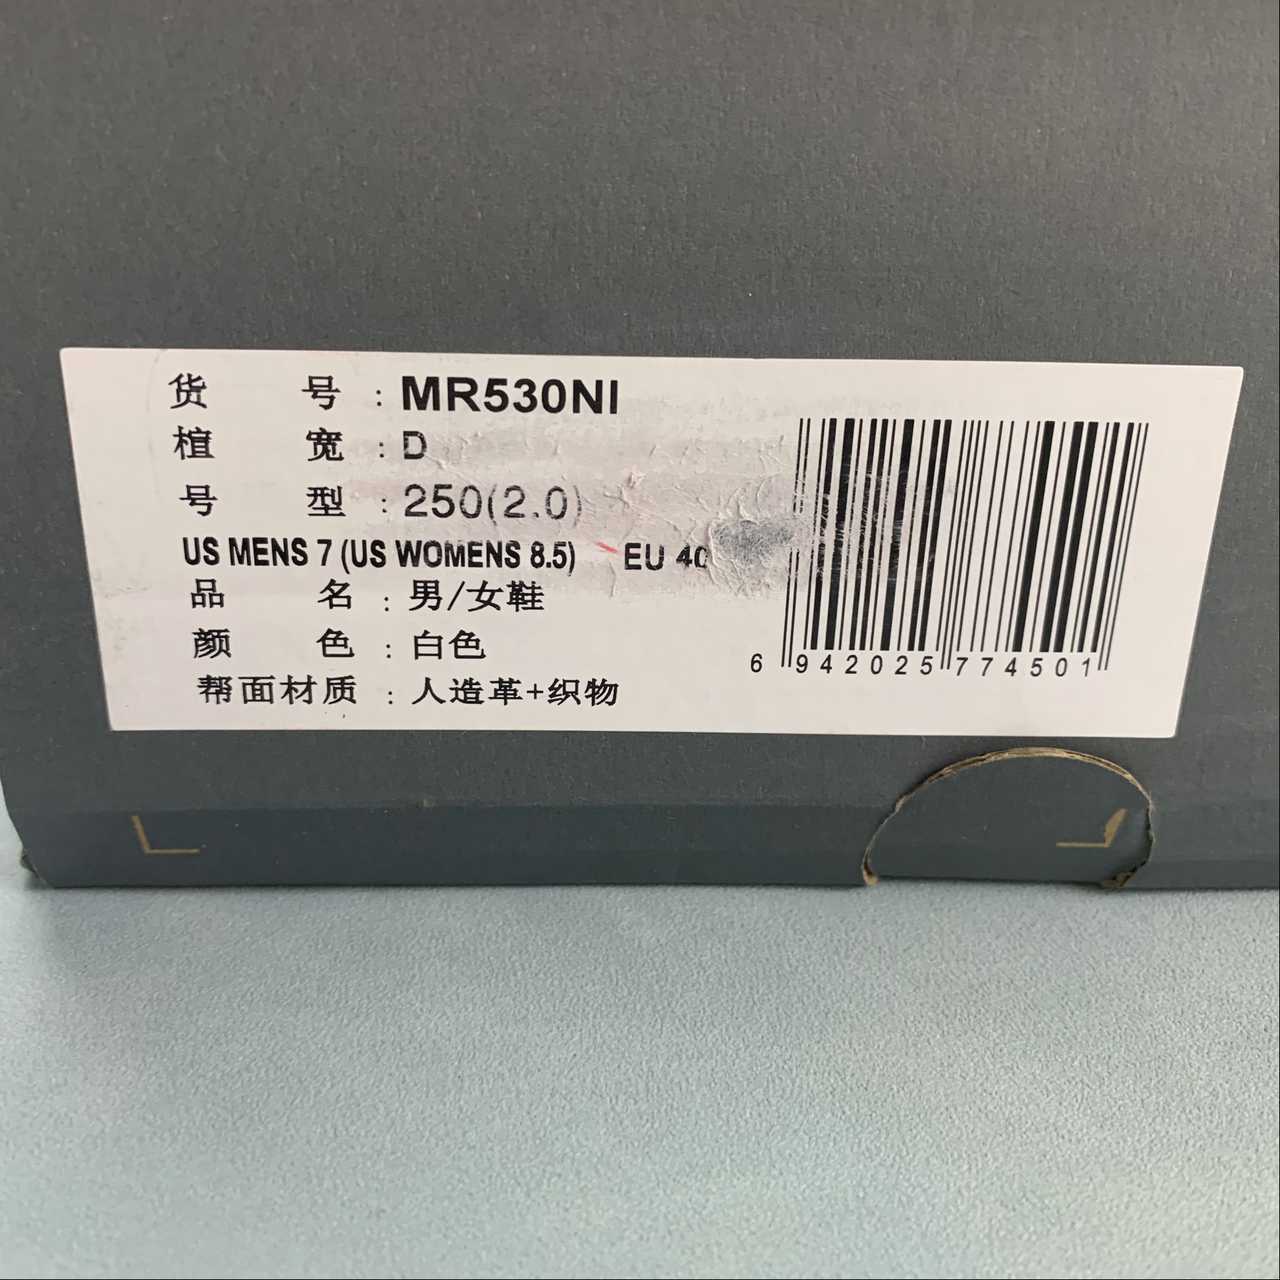 货 号 : MR530NI
楦 宽 : D
号 型 : 250(2.0)
US MENS 7 (US WOMENS 8.5) EU 40
品 名 : 男/女鞋
颜 色 : 白色
帮面材质 : 人造革+织物
6 942025 774501